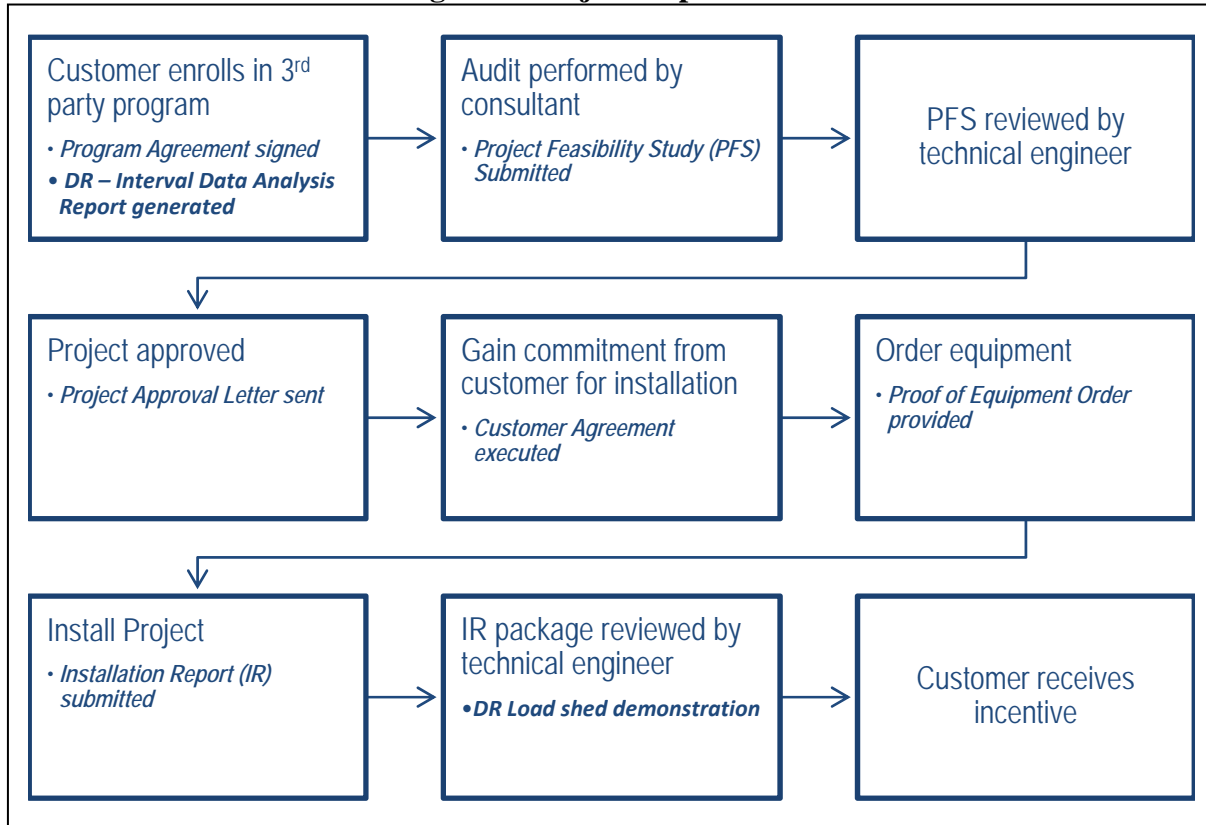 Customer enrolls in 3rd
party program
• Program Agreement signed
• DR – Interval Data Analysis
Report generated
Audit performed by
consultant
• Project Feasibility Study (PFS)
Submitted
PFS reviewed by
technical engineer
Project approved
• Project Approval Letter sent
Gain commitment from
customer for installation
• Customer Agreement
executed
Order equipment
• Proof of Equipment Order
provided
Install Project
• Installation Report (IR)
submitted
IR package reviewed by
technical engineer
•DR Load shed demonstration
Customer receives
incentive